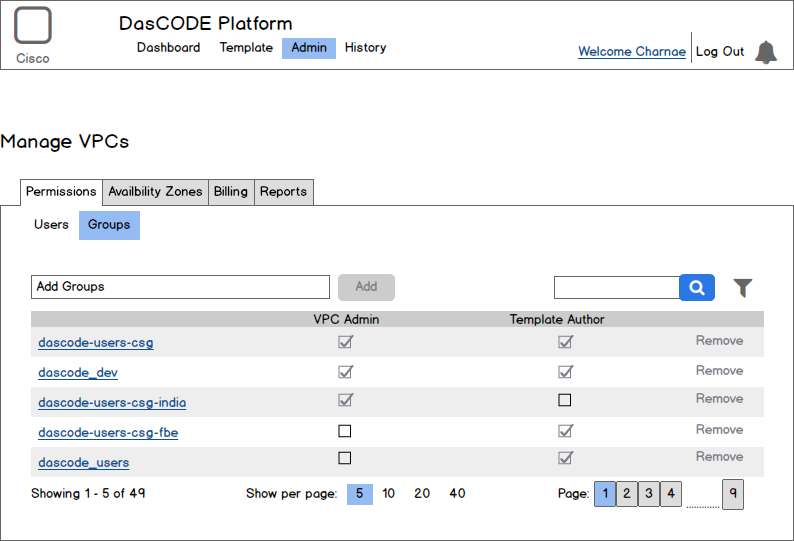 DasCODE Platform
Dashboard Template Admin History
Cisco
Welcome Charnae Log Out
Manage VPCs
Permissions Availbility Zones Billing Reports
Users Groups
Add Groups Add
VPC Admin Template Author
dascode-users-csg Remove
dascode_dev Remove
dascode-users-csg-india Remove
dascode-users-csg-fbe Remove
dascode_users Remove
Showing 1 - 5 of 49 Show per page: 5 10 20 40 Page: 1 2 3 4 ............ 9